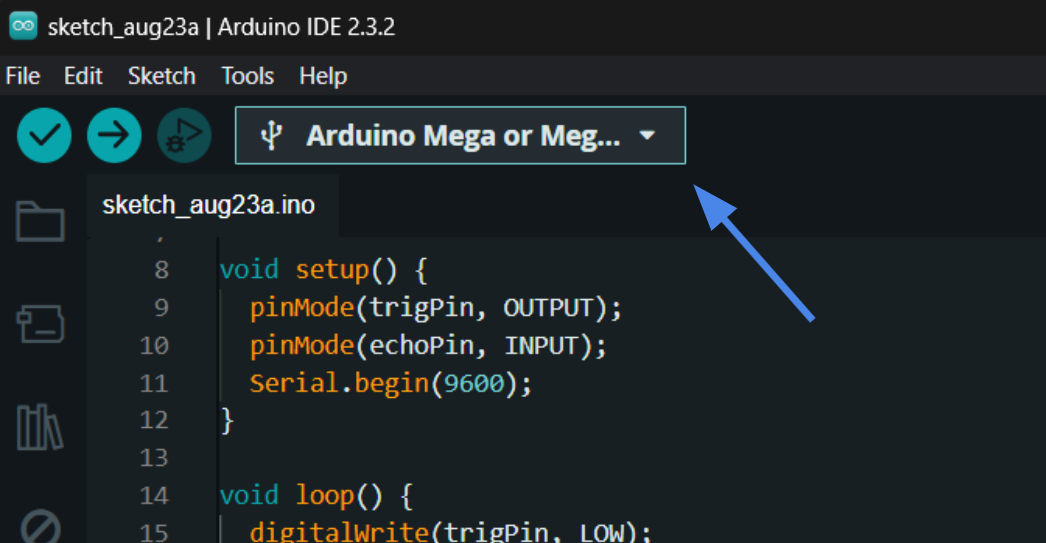 sketch_aug23a | Arduino IDE 2.3.2
File Edit Sketch Tools Help
Arduino Mega or Meg...
sketch_aug23a.ino
8 void setup() {
9 pinMode(trigPin, OUTPUT);
10 pinMode(echoPin, INPUT);
11 Serial.begin(9600);
12 }
13
14 void loop() {
15 digitalWrite(trigPin, LOW);